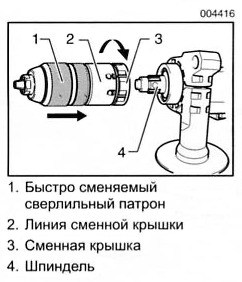 004416
1
2
3
4
1. Быстро сменяемый
сверлильный патрон
2. Линия сменной крышки
3. Сменная крышка
4. Шпиндель